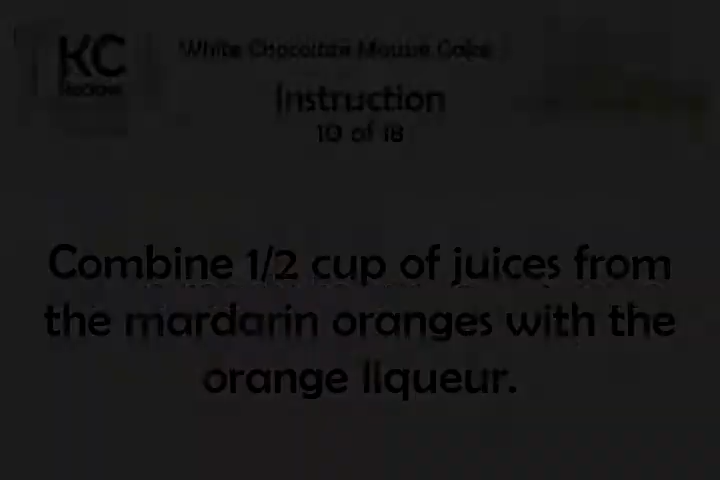 KC
White Chocolate Mouse Cake
Instruction
10 of 18
Combine 1/2 cup of juices from
the mardarin oranges with the
orange liqueur.